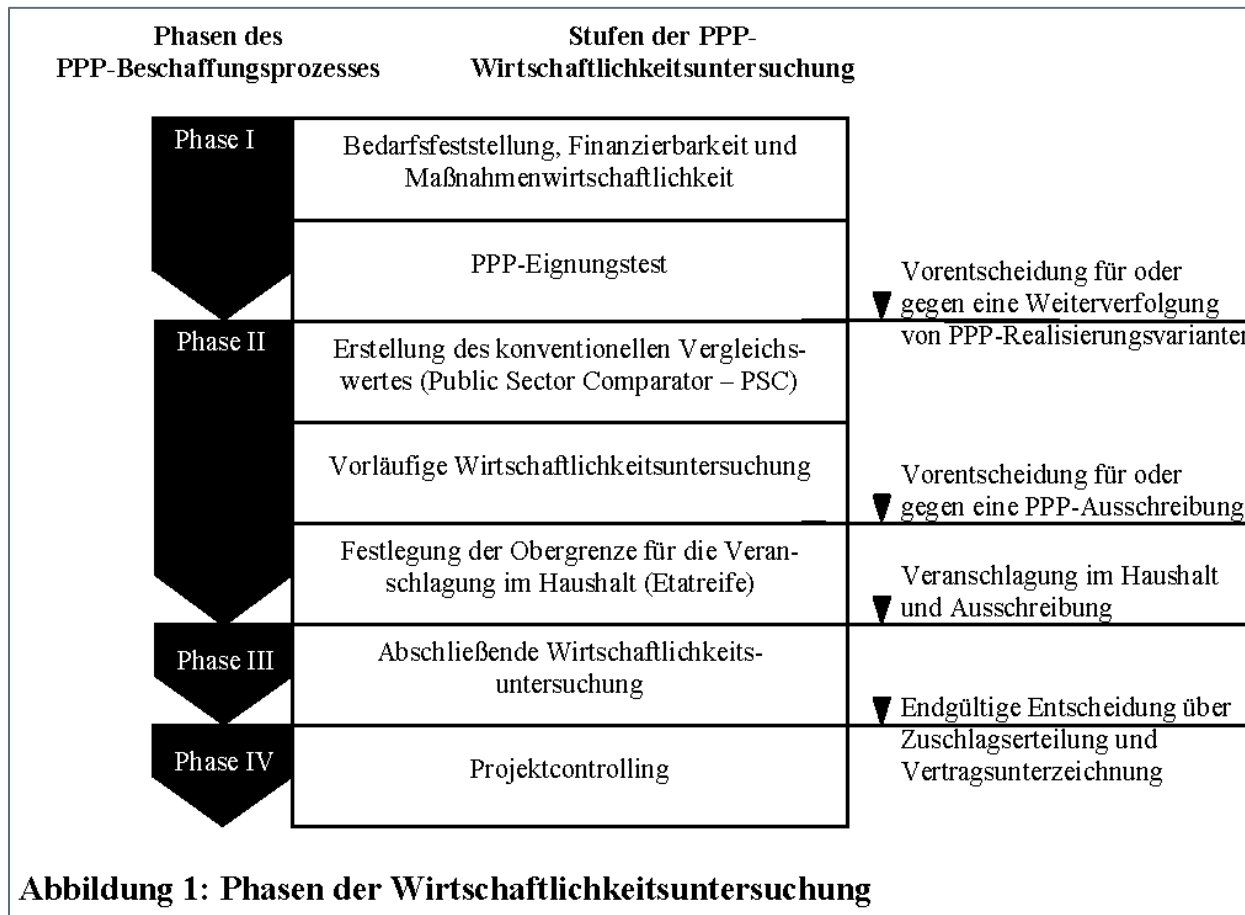 Phasen des
PPP-Beschaffungsprozesses
Stufen der PPP-
Wirtschaftlichkeitsuntersuchung
Phase I
Bedarfsfeststellung, Finanzierbarkeit und
Maßnahmenwirtschaftlichkeit
PPP-Eignungstest
Vorentscheidung für oder
gegen eine Weiterverfolgung
von PPP-Realisierungsvarianten
Phase II
Erstellung des konventionellen Vergleichs-
wertes (Public Sector Comparator – PSC)
Vorläufige Wirtschaftlichkeitsuntersuchung
Vorentscheidung für oder
gegen eine PPP-Ausschreibung
Festlegung der Obergrenze für die Veran-
schlagung im Haushalt (Etatreife)
Veranschlagung im Haushalt
und Ausschreibung
Phase III
Abschließende Wirtschaftlichkeits-
untersuchung
Endgültige Entscheidung über
Zuschlagserteilung und
Vertragsunterzeichnung
Phase IV
Projektcontrolling
Abbildung 1: Phasen der Wirtschaftlichkeitsuntersuchung